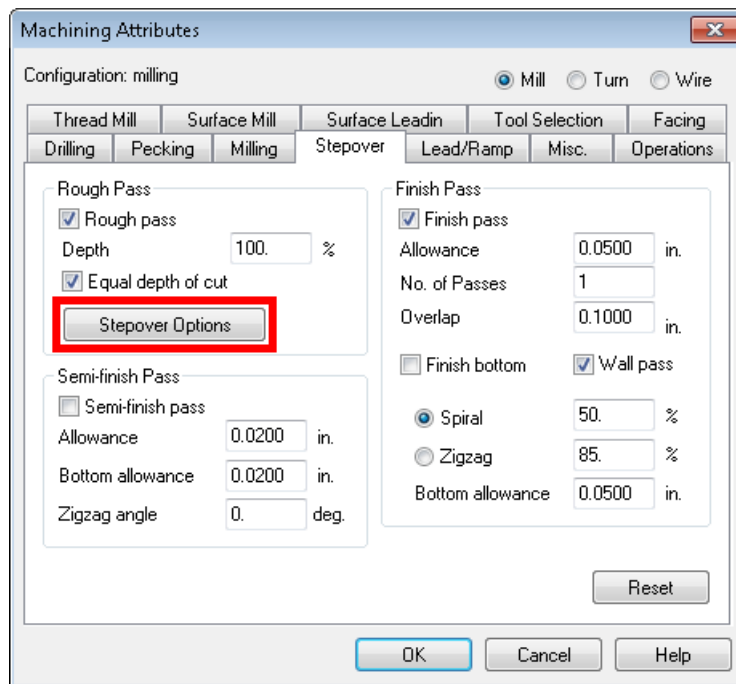 Machining Attributes
Configuration: milling
Mill Turn Wire
Thread Mill Surface Mill Surface Leadin Tool Selection Facing
Drilling Pecking Milling Stepover Lead/Ramp Misc. Operations
Rough Pass
Rough pass
Depth 100. %
Equal depth of cut
Stepover Options
Semi-finish Pass
Semi-finish pass
Allowance 0.0200 in.
Bottom allowance 0.0200 in.
Zigzag angle 0. deg.
Finish Pass
Finish pass
Allowance 0.0500 in.
No. of Passes 1
Overlap 0.1000 in.
Finish bottom Wall pass
Spiral 50. %
Zigzag 85. %
Bottom allowance 0.0500 in.
Reset
OK Cancel Help